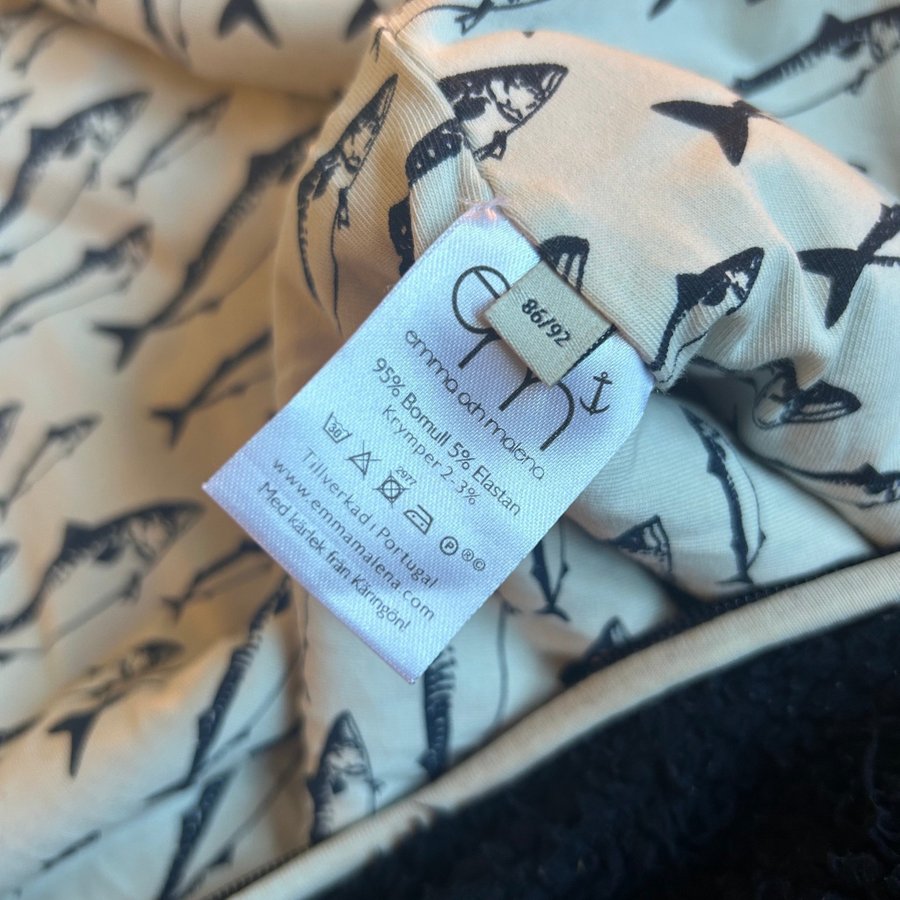 86/92
emma och malena
95% Bomull 5% Elastan
Krymper 2-3%
30
2977
P ®©
Tillverkad i Portugal
www.emmamalena.com
Med kärlek från Käringön!